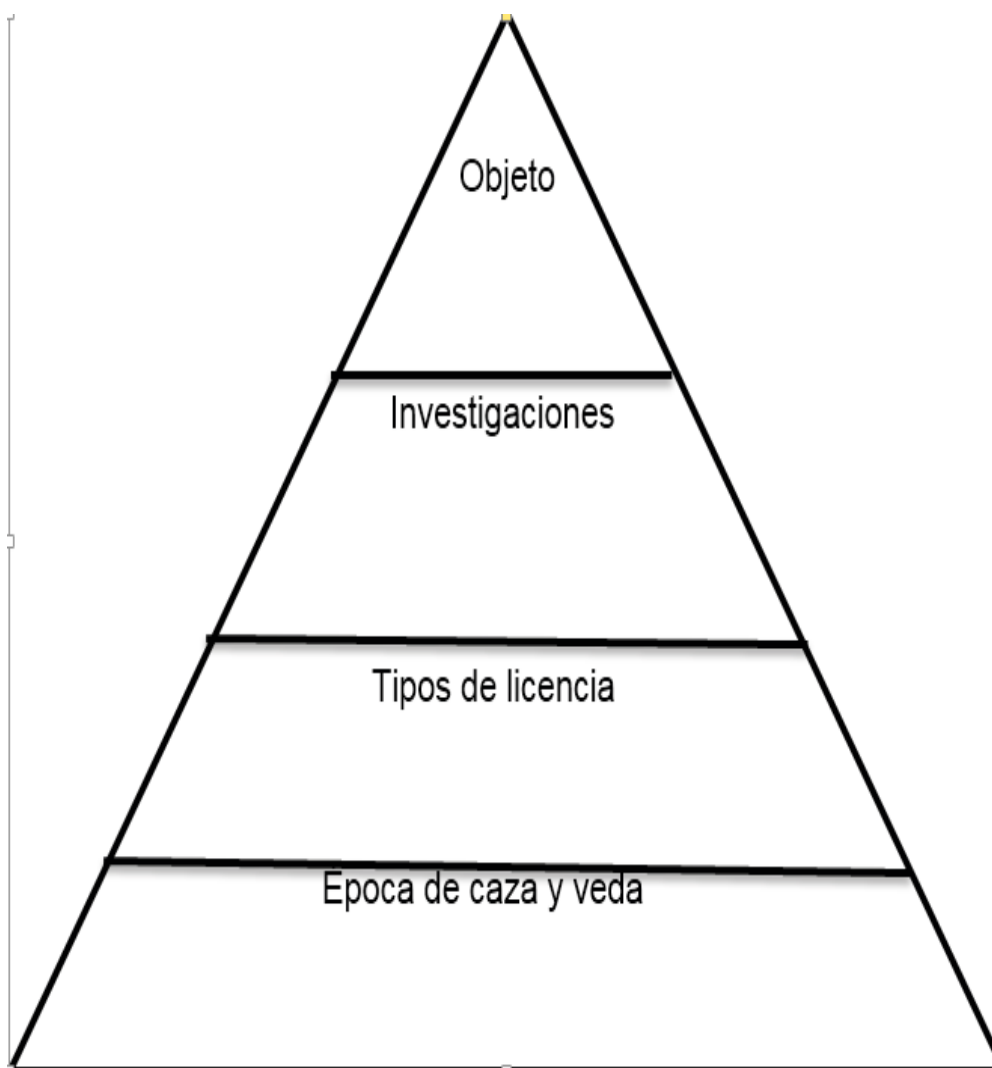 Objeto
Investigaciones
Tipos de licencia
Epoca de caza y veda